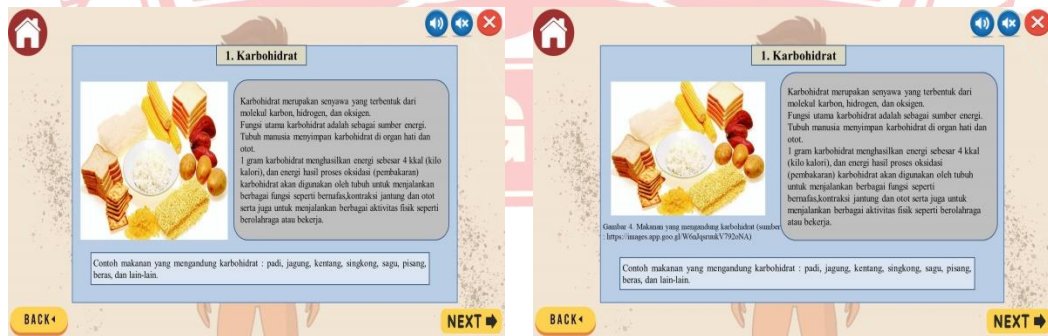 1. Karbohidrat
Karbohidrat merupakan senyawa yang terbentuk dari
molekul karbon, hidrogen, dan oksigen.
Fungsi utama karbohidrat adalah sebagai sumber energi.
Tubuh manusia menyimpan karbohidrat di organ hati dan
otot.
1 gram karbohidrat menghasilkan energi sebesar 4 kkal (kilo
kalori), dan energi hasil proses oksidasi (pembakaran)
karbohidrat akan digunakan oleh tubuh untuk menjalankan
berbagai fungsi seperti bernafas,kontraksi jantung dan otot
serta juga untuk menjalankan berbagai aktivitas fisik seperti
berolahraga atau bekerja.
Contoh makanan yang mengandung karbohidrat : padi, jagung, kentang, singkong, sagu, pisang,
beras, dan lain-lain.
BACK
NEXT
1. Karbohidrat
Karbohidrat merupakan senyawa yang terbentuk dari
molekul karbon, hidrogen, dan oksigen.
Fungsi utama karbohidrat adalah sebagai sumber energi.
Tubuh manusia menyimpan karbohidrat di organ hati dan
otot.
1 gram karbohidrat menghasilkan energi sebesar 4 kkal
(kilo kalori), dan energi hasil proses oksidasi
(pembakaran) karbohidrat akan digunakan oleh tubuh
untuk menjalankan berbagai fungsi seperti
bernafas,kontraksi jantung dan otot serta juga untuk
menjalankan berbagai aktivitas fisik seperti berolahraga
atau bekerja.
Gambar 4. Makanan yang mengandung karbohidrat (sumber
Contoh makanan yang mengandung karbohidrat : padi, jagung, kentang, singkong, sagu, pisang,
beras, dan lain-lain.
BACK
NEXT